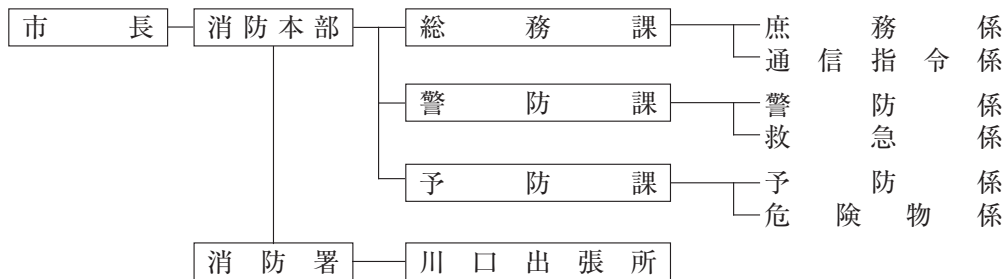 市長 消防本部 総務課 庶務係
通信指令係
警防課 警防係
救急係
予防課 予防係
危険物係
消防署 川口出張所